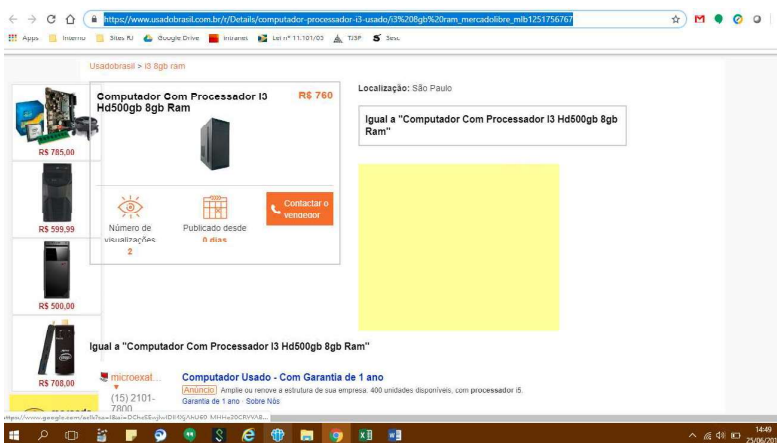 https://www.usadobrasil.com.br/r/Details/computador-processador-i3-usado/i3%208gb%20ram_mercadolibre_mlb1251756767
Apps
Interno
Sites RJ
Google Drive
Intranet
Lei nº 11.101/05
TJSP
Sesc
Usadobrasil > i3 8gb ram
Computador Com Processador I3
Hd500gb 8gb Ram
R$ 760
Número de
visualizações
2
Publicado desde
0 dias
Contactar o
vendedor
Localização: São Paulo
Igual a "Computador Com Processador I3 Hd500gb 8gb
Ram"
R$ 785,00
R$ 599,99
R$ 500,00
R$ 708,00
Igual a "Computador Com Processador I3 Hd500gb 8gb Ram"
microexat...
(15) 2101-
7800
Computador Usado - Com Garantia de 1 ano
Anúncio Amplie ou renove a estrutura de sua empresa. 400 unidades disponíveis, com processador i5.
Garantia de 1 ano · Sobre Nós
14:49